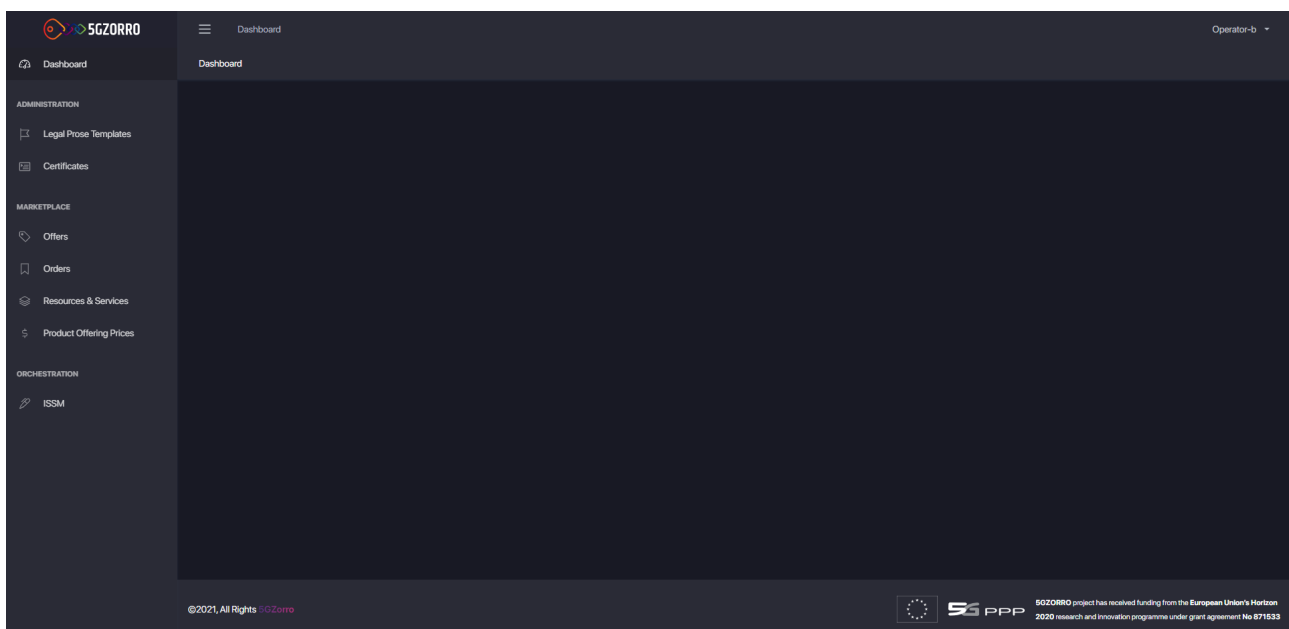 5GZORRO
Dashboard
Operator-b
Dashboard
Dashboard
ADMINISTRATION
Legal Prose Templates
Certificates
MARKETPLACE
Offers
Orders
Resources & Services
$ Product Offering Prices
ORCHESTRATION
ISSM
©2021, All Rights 5GZorro
5G PPP
5GZORRO project has received funding from the European Union's Horizon
2020 research and innovation programme under grant agreement No 871533